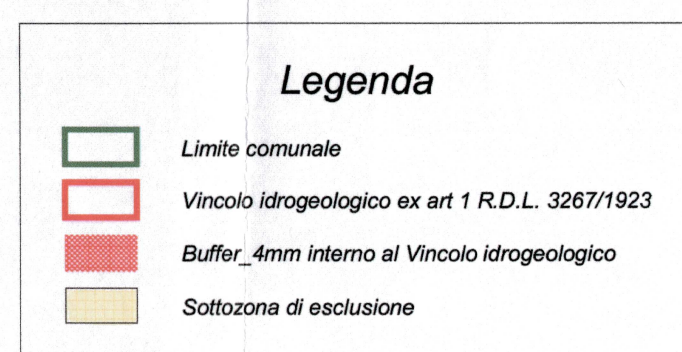 Legenda
Limite comunale
Vincolo idrogeologico ex art 1 R.D.L. 3267/1923
Buffer_4mm interno al Vincolo idrogeologico
Sottozona di esclusione